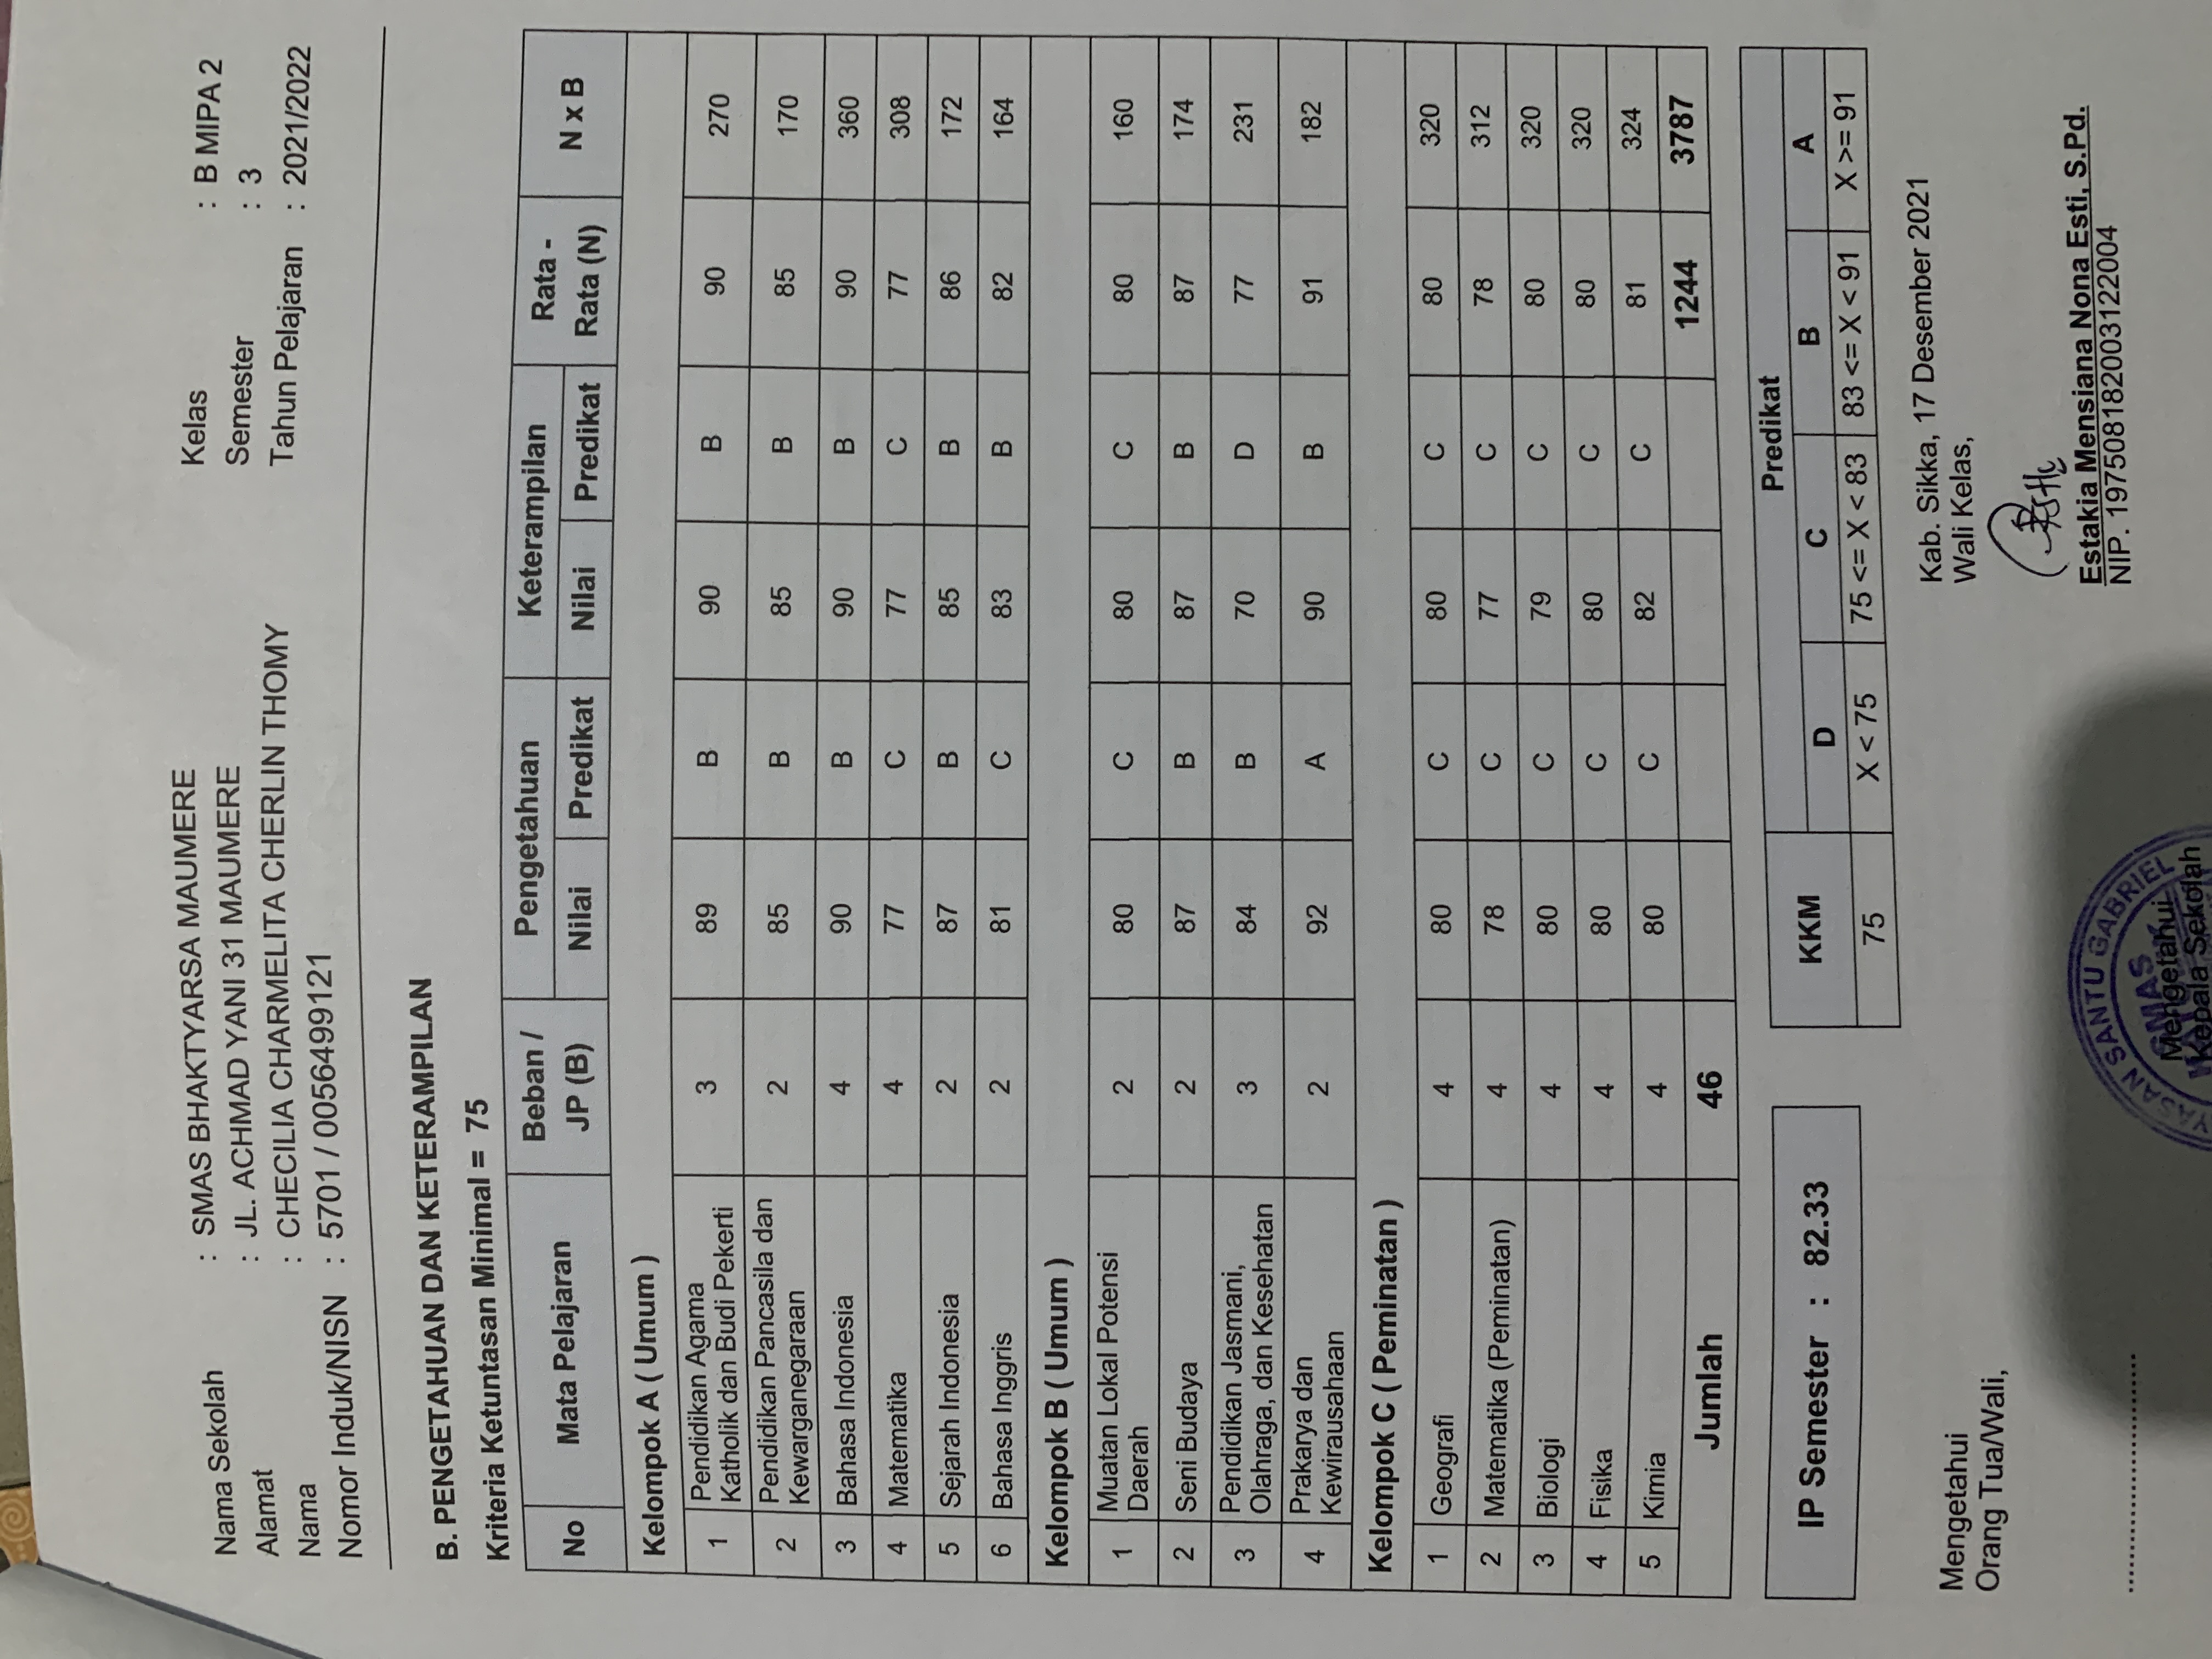 Nama Sekolah : SMAS BHAKTYARSA MAUMERE Kelas : B MIPA 2
Alamat : JL. ACHMAD YANI 31 MAUMERE Semester : 3
Nama : CHECILIA CHARMELITA CHERLIN THOMY Tahun Pelajaran : 2021/2022
Nomor Induk/NISN : 5701 / 0056499121
B. PENGETAHUAN DAN KETERAMPILAN
Kriteria Ketuntasan Minimal = 75
No Mata Pelajaran Beban / JP (B) Pengetahuan Keterampilan Rata - Rata (N) N x B
Nilai Predikat Nilai Predikat
Kelompok A ( Umum )
1 Pendidikan Agama Katholik dan Budi Pekerti 3 89 B 90 B 90 270
2 Pendidikan Pancasila dan Kewarganegaraan 2 85 B 85 B 85 170
3 Bahasa Indonesia 4 90 B 90 B 90 360
4 Matematika 4 77 C 77 C 77 308
5 Sejarah Indonesia 2 87 B 85 B 86 172
6 Bahasa Inggris 2 81 C 83 B 82 164
Kelompok B ( Umum )
1 Muatan Lokal Potensi Daerah 2 80 C 80 C 80 160
2 Seni Budaya 2 87 B 87 B 87 174
3 Pendidikan Jasmani, Olahraga, dan Kesehatan 3 84 B 70 D 77 231
4 Prakarya dan Kewirausahaan 2 92 A 90 B 91 182
Kelompok C ( Peminatan )
1 Geografi 4 80 C 80 C 80 320
2 Matematika (Peminatan) 4 78 C 77 C 78 312
3 Biologi 4 80 C 79 C 80 320
4 Fisika 4 80 C 80 C 80 320
5 Kimia 4 80 C 82 C 81 324
Jumlah 46 1244 3787
IP Semester : 82.33
KKM Predikat
D C B A
75 X < 75 75 <= X < 83 83 <= X < 91 X >= 91
Kab. Sikka, 17 Desember 2021
Mengetahui
Wali Kelas,
Orang Tua/Wali,
Estakia Mensiana Nona Esti, S.Pd.
NIP. 197508182003122004
YASAN SANTU GABRIEL
SMAS
Mengetahui
Kepala Sekolah